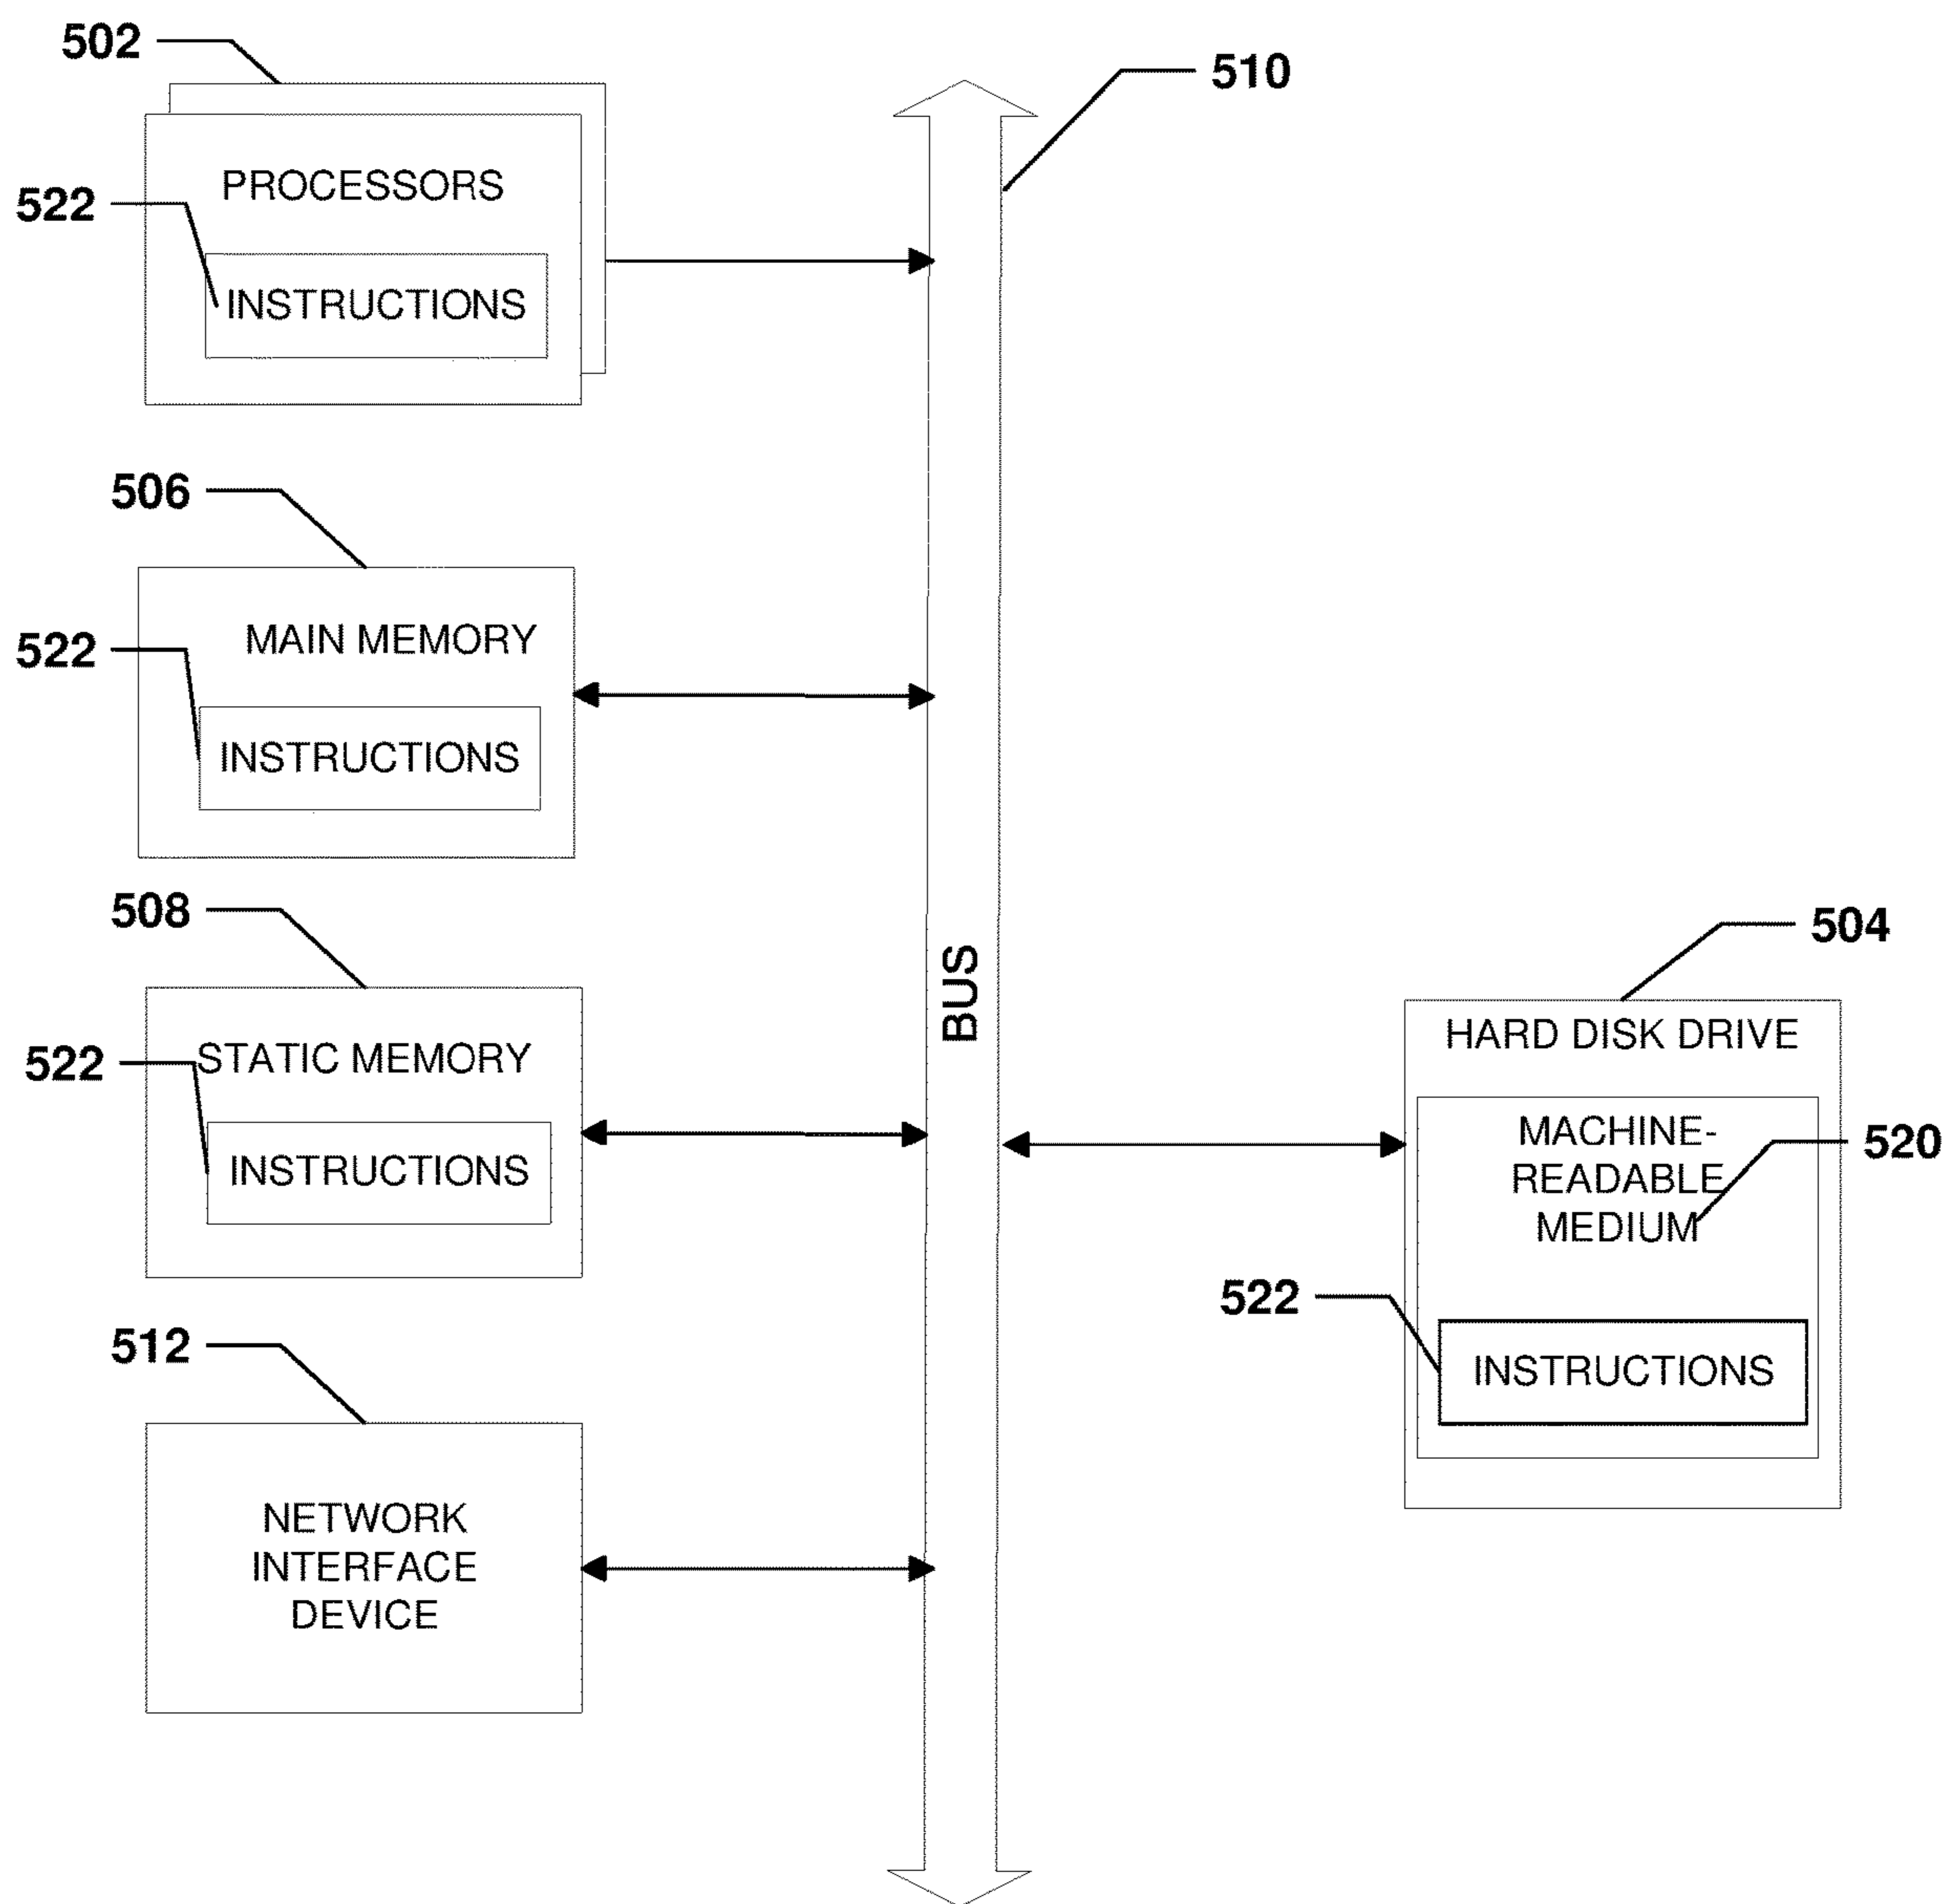 502
510
PROCESSORS
522
INSTRUCTIONS
506
MAIN MEMORY
522
INSTRUCTIONS
508
STATIC MEMORY
522
INSTRUCTIONS
BUS
504
HARD DISK DRIVE
MACHINE-
READABLE
MEDIUM
520
522
INSTRUCTIONS
512
NETWORK
INTERFACE
DEVICE